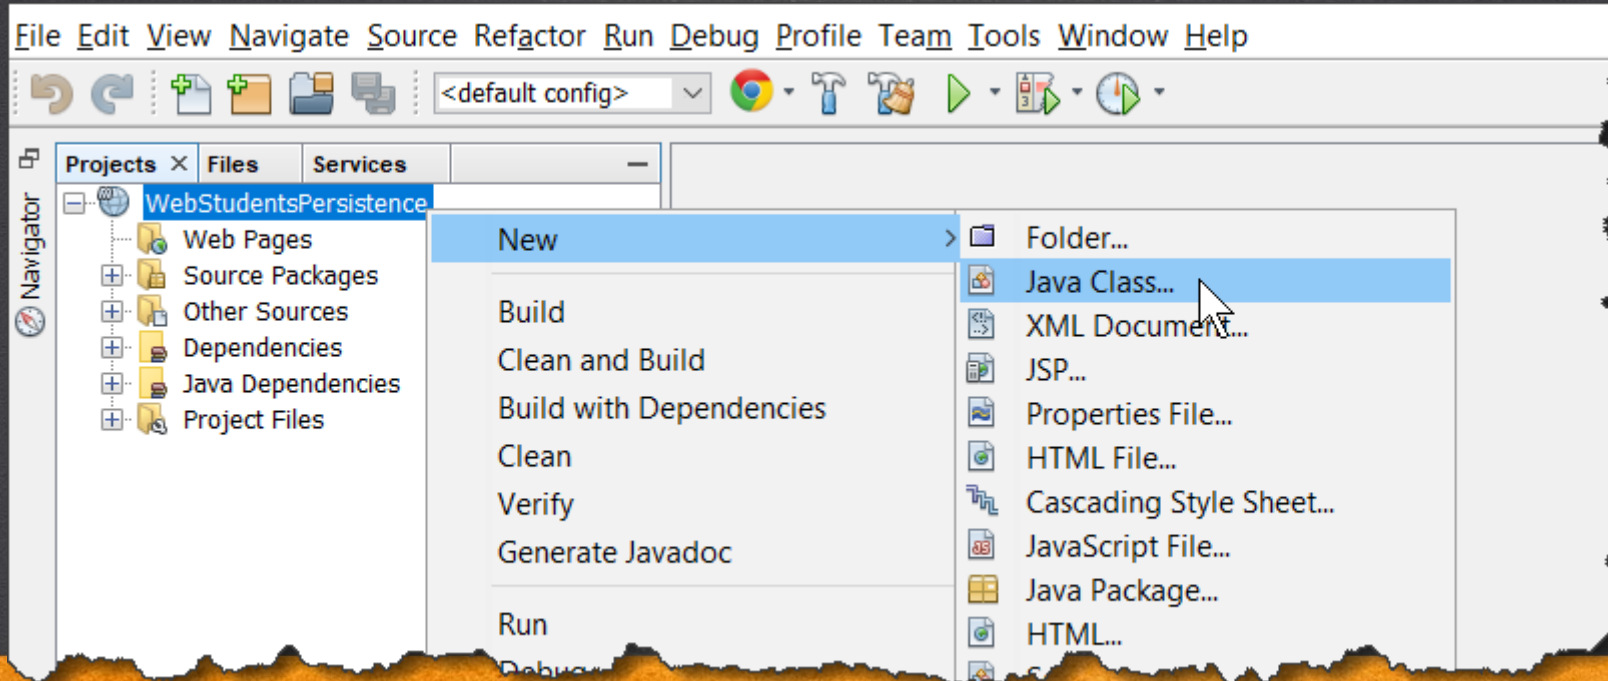 File Edit View Navigate Source Refactor Run Debug Profile Team Tools Window Help
<default config>
Projects Files Services
Navigator
WebStudentsPersistence
Web Pages
Source Packages
Other Sources
Dependencies
Java Dependencies
Project Files
New
Build
Clean and Build
Build with Dependencies
Clean
Verify
Generate Javadoc
Run
Debug
Folder...
Java Class...
XML Document...
JSP...
Properties File...
HTML File...
Cascading Style Sheet...
JavaScript File...
Java Package...
HTML...